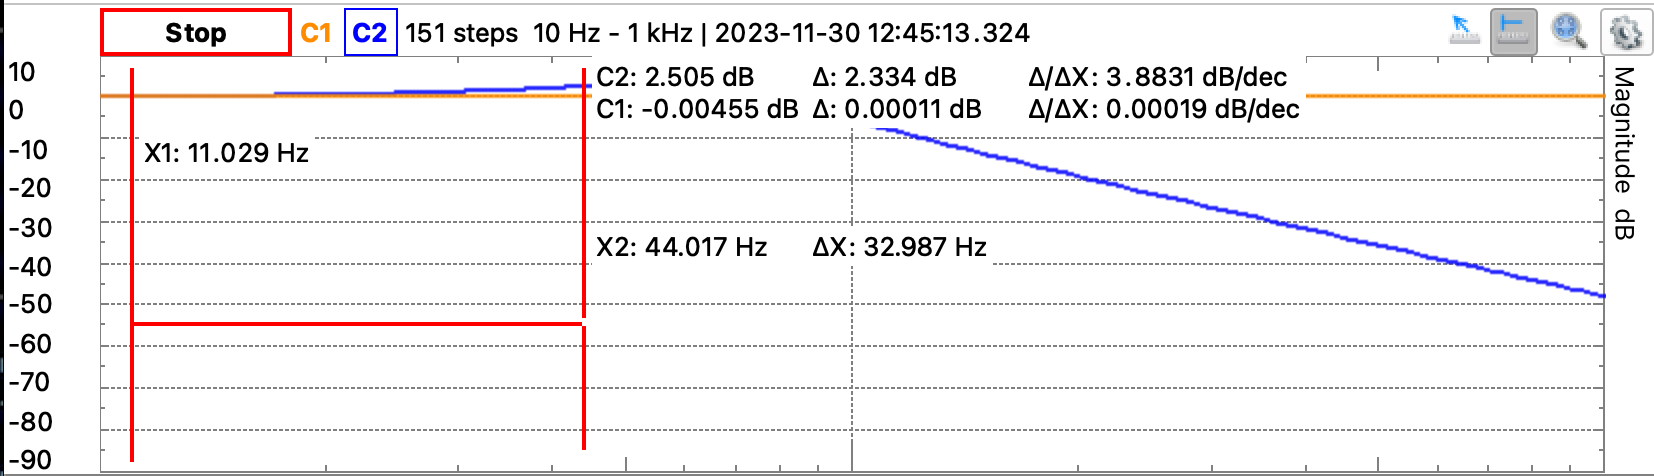 Stop C1 C2 151 steps 10 Hz - 1 kHz | 2023-11-30 12:45:13.324
C2: 2.505 dB Δ: 2.334 dB Δ/ΔX: 3.8831 dB/dec
C1: -0.00455 dB Δ: 0.00011 dB Δ/ΔX: 0.00019 dB/dec
X1: 11.029 Hz
X2: 44.017 Hz ΔX: 32.987 Hz
10
0
-10
-20
-30
-40
-50
-60
-70
-80
-90
Magnitude dB